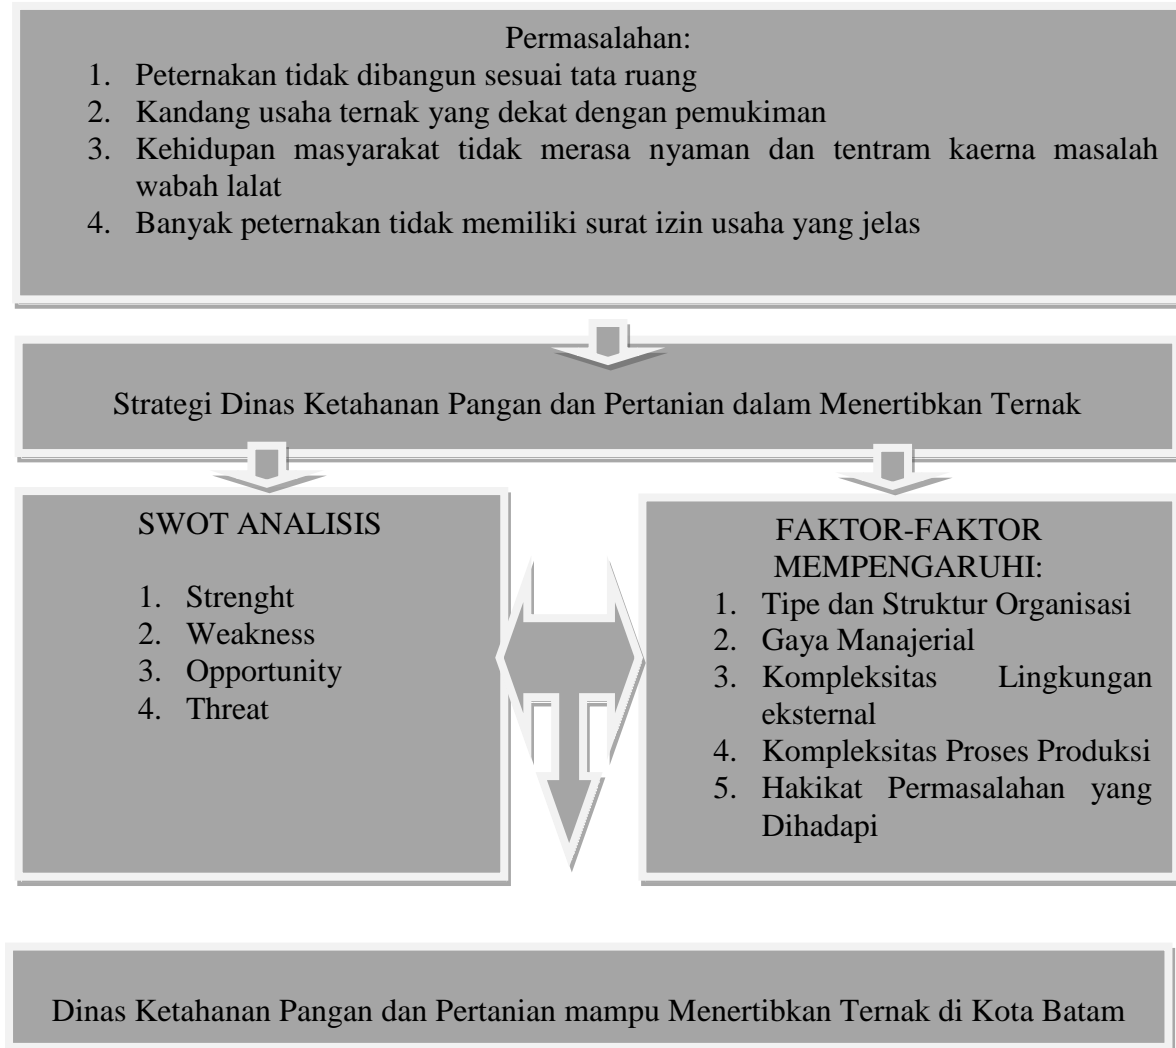 Permasalahan:
1. Peternakan tidak dibangun sesuai tata ruang
2. Kandang usaha ternak yang dekat dengan pemukiman
3. Kehidupan masyarakat tidak merasa nyaman dan tentram kaerna masalah
wabah lalat
4. Banyak peternakan tidak memiliki surat izin usaha yang jelas
Strategi Dinas Ketahanan Pangan dan Pertanian dalam Menertibkan Ternak
SWOT ANALISIS
1. Strenght
2. Weakness
3. Opportunity
4. Threat
FAKTOR-FAKTOR
MEMPENGARUHI:
1. Tipe dan Struktur Organisasi
2. Gaya Manajerial
3. Kompleksitas Lingkungan
eksternal
4. Kompleksitas Proses Produksi
5. Hakikat Permasalahan yang
Dihadapi
Dinas Ketahanan Pangan dan Pertanian mampu Menertibkan Ternak di Kota Batam